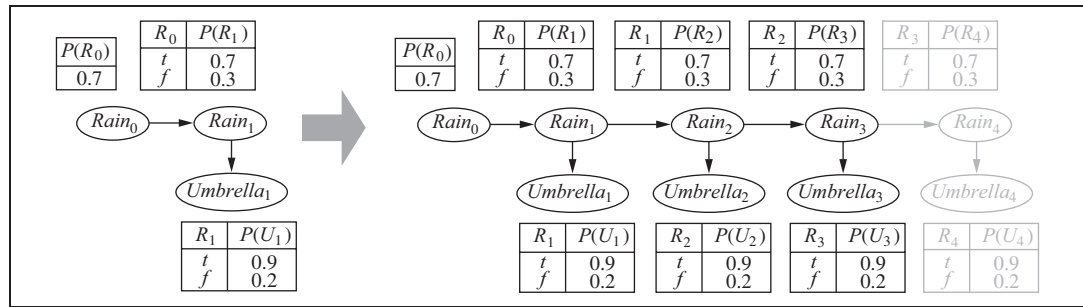 R0 P(R1) R0 P(R1) R1 P(R2) R2 P(R3) R3 P(R4)
P(R0) t 0.7 P(R0) t 0.7 t 0.7 t 0.7 t 0.7
0.7 f 0.3 0.7 f 0.3 f 0.3 f 0.3 f 0.3
Rain0 Rain1 Rain0 Rain1 Rain2 Rain3 Rain4
Umbrella1 Umbrella1 Umbrella2 Umbrella3 Umbrella4
R1 P(U1) R1 P(U1) R2 P(U2) R3 P(U3) R4 P(U4)
t 0.9 t 0.9 t 0.9 t 0.9 t 0.9
f 0.2 f 0.2 f 0.2 f 0.2 f 0.2